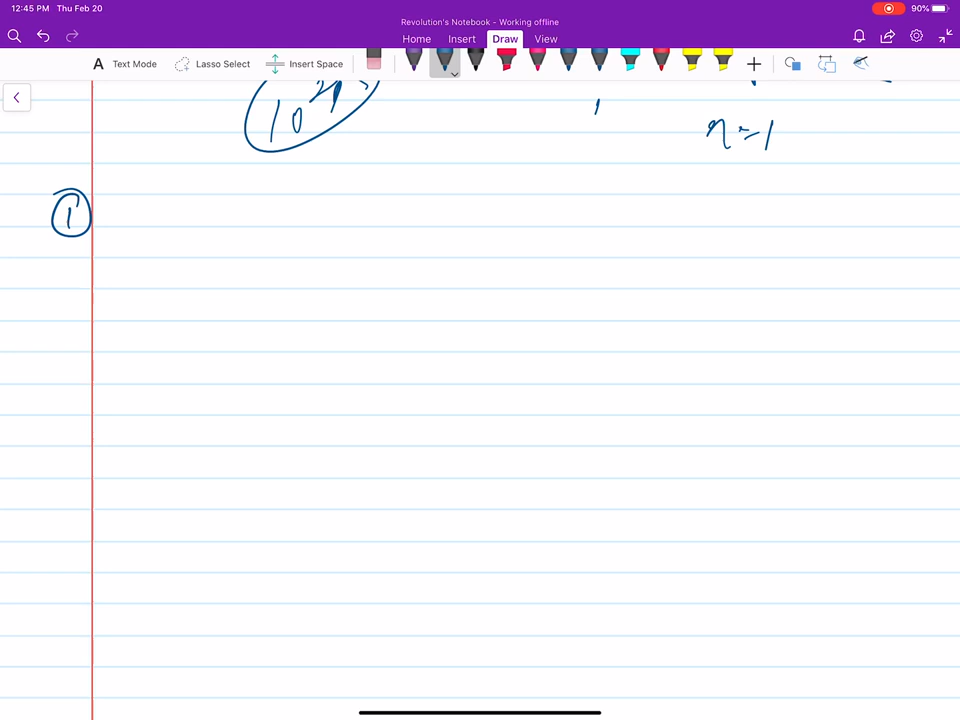 12:45 PM Thu Feb 20
90%
Revolution's Notebook - Working offline
Home Insert Draw View
A Text Mode Lasso Select Insert Space
10
n=1
1